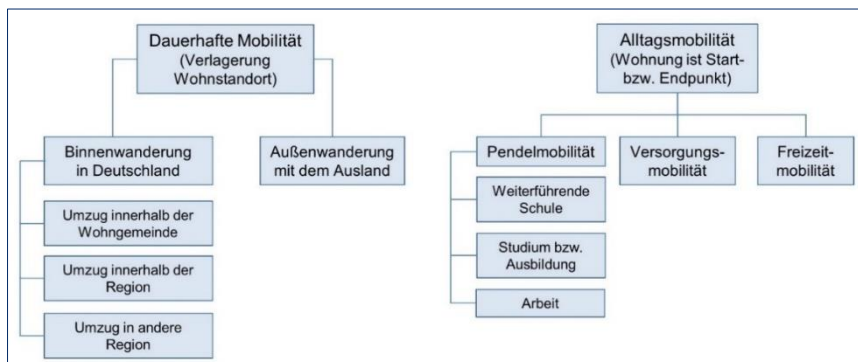 Dauerhafte Mobilität
(Verlagerung
Wohnstandort)
Binnenwanderung
in Deutschland
Außenwanderung
mit dem Ausland
Umzug innerhalb der
Wohngemeinde
Umzug innerhalb der
Region
Umzug in andere
Region
Alltagsmobilität
(Wohnung ist Start-
bzw. Endpunkt)
Pendelmobilität
Versorgungs-
mobilität
Freizeit-
mobilität
Weiterführende
Schule
Studium bzw.
Ausbildung
Arbeit